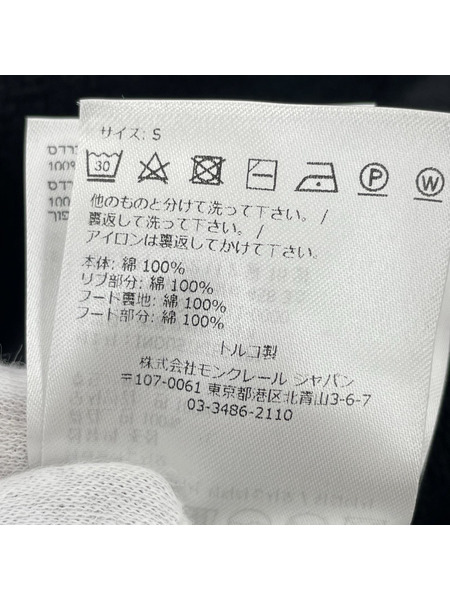 サイズ: S
30
P
W
他のものと分けて洗って下さい。/
裏返して洗って下さい。/
アイロンは裏返してかけて下さい。
本体: 綿 100%
リブ部分: 綿 100%
フード裏地: 綿 100%
フード部分: 綿 100%
トルコ製
株式会社モンクレール ジャパン
〒107-0061 東京都港区北青山3-6-7
03-3486-2110